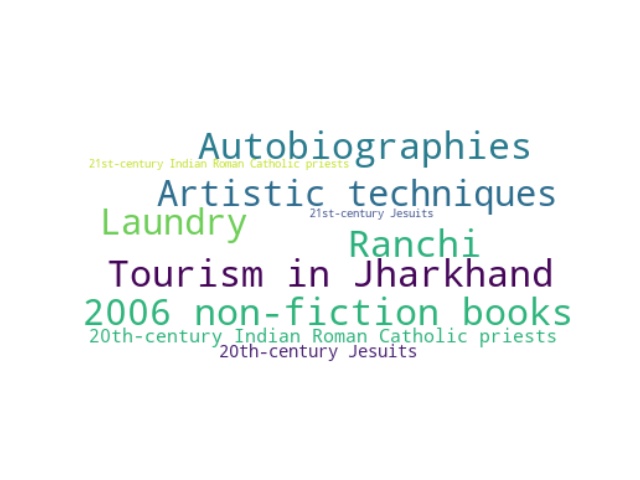 Autobiographies
21st-century Indian Roman Catholic priests
Artistic techniques
21st-century Jesuits
Laundry
Ranchi
Tourism in Jharkhand
2006 non-fiction books
20th-century Indian Roman Catholic priests
20th-century Jesuits